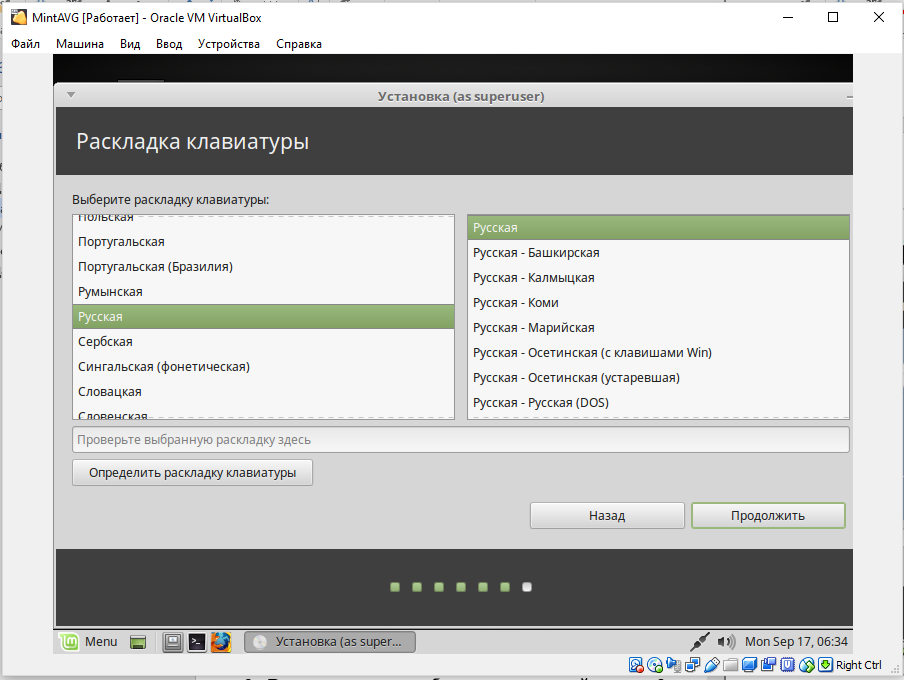 MintAVG [Работает] - Oracle VM VirtualBox
Файл Машина Вид Ввод Устройства Справка
Установка (as superuser)
Раскладка клавиатуры
Выберите раскладку клавиатуры:
Польская
Португальская
Португальская (Бразилия)
Румынская
Русская
Сербская
Сингальская (фонетическая)
Словацкая
Словенская
Русская
Русская - Башкирская
Русская - Калмыцкая
Русская - Коми
Русская - Марийская
Русская - Осетинская (с клавишами Win)
Русская - Осетинская (устаревшая)
Русская - Русская (DOS)
Проверьте выбранную раскладку здесь
Определить раскладку клавиатуры
Назад Продолжить
Menu Установка (as super... Mon Sep 17, 06:34
Right Ctrl